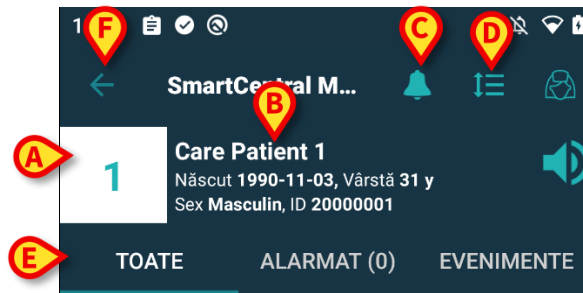 1
F
C
D
SmartCentral M...
B
A
1
Care Patient 1
Născut 1990-11-03, Vârstă 31 y
Sex Masculin, ID 20000001
E
TOATE ALARMAT (0) EVENIMENTE